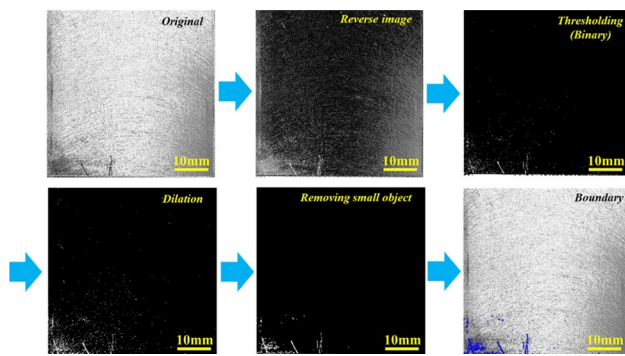 Original
10mm
Reverse image
10mm
Thresholding
(Binary)
10mm
Dilation
10mm
Removing small object
10mm
Boundary
10mm